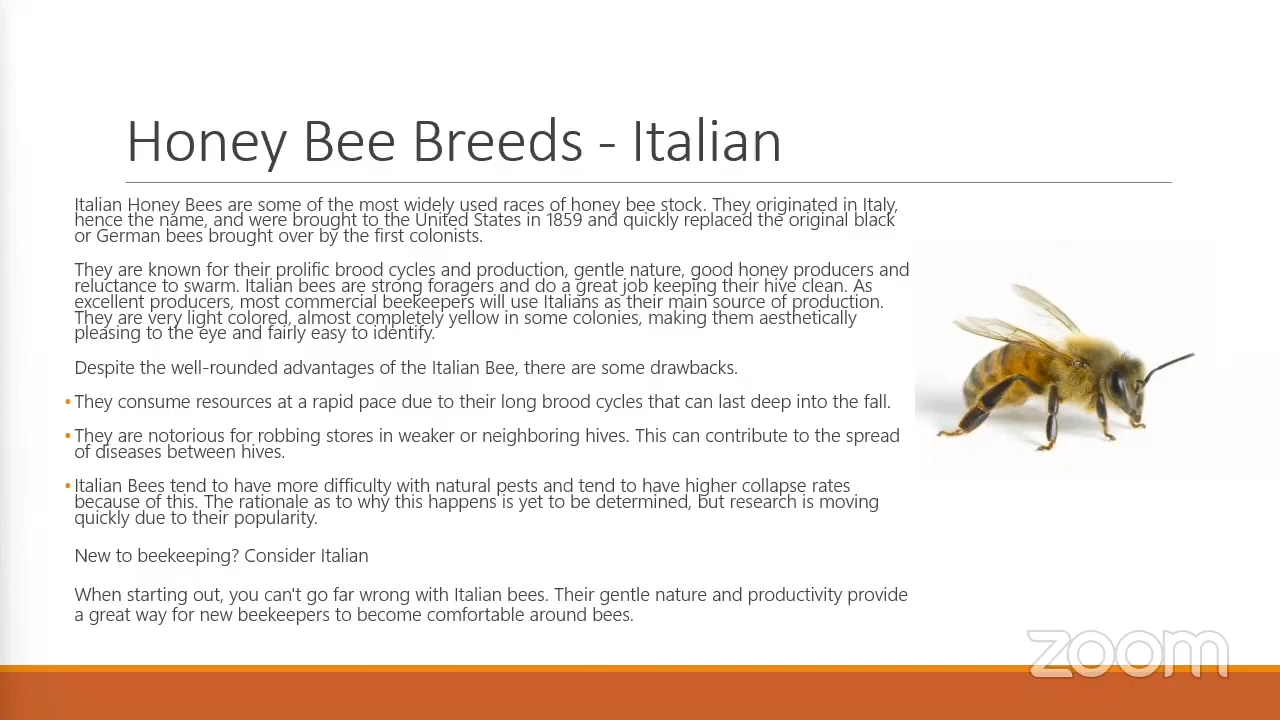 Honey Bee Breeds - Italian
Italian Honey Bees are some of the most widely used races of honey bee stock. They originated in Italy,
hence the name, and were brought to the United States in 1859 and quickly replaced the original black
or German bees brought over by the first colonists.
They are known for their prolific brood cycles and production, gentle nature, good honey producers and
reluctance to swarm. Italian bees are strong foragers and do a great job keeping their hive clean. As
excellent producers, most commercial beekeepers will use Italians as their main source of production.
They are very light colored, almost completely yellow in some colonies, making them aesthetically
pleasing to the eye and fairly easy to identify.
Despite the well-rounded advantages of the Italian Bee, there are some drawbacks.
• They consume resources at a rapid pace due to their long brood cycles that can last deep into the fall.
• They are notorious for robbing stores in weaker or neighboring hives. This can contribute to the spread
of diseases between hives.
• Italian Bees tend to have more difficulty with natural pests and tend to have higher collapse rates
because of this. The rationale as to why this happens is yet to be determined, but research is moving
quickly due to their popularity.
New to beekeeping? Consider Italian
When starting out, you can't go far wrong with Italian bees. Their gentle nature and productivity provide
a great way for new beekeepers to become comfortable around bees.
zoom